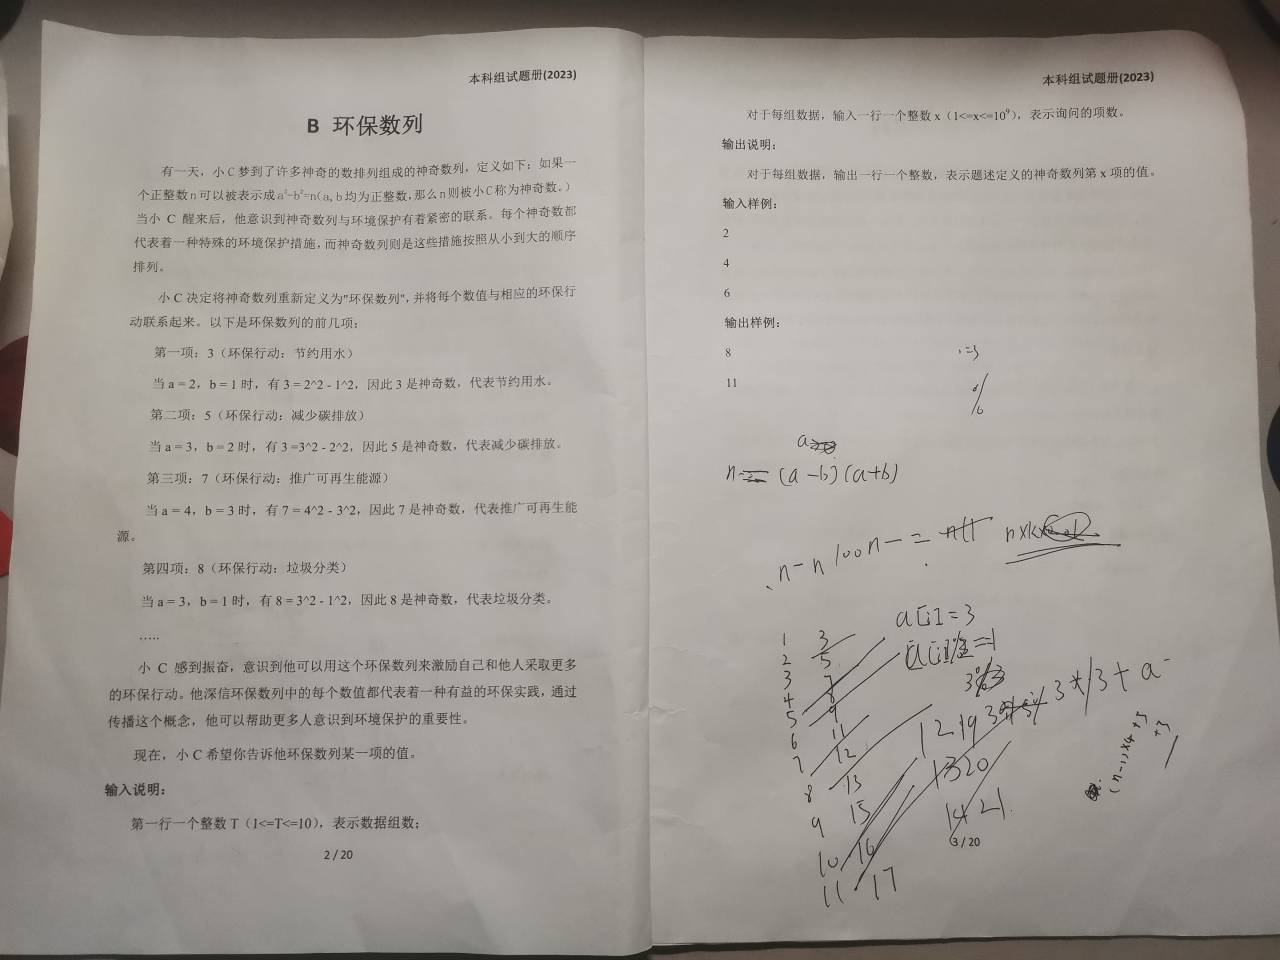 本科组试题册(2023)
B 环保数列
有一天，小C梦到了许多神奇的数排列组成的神奇数列，定义如下：如果一
个正整数n可以被表示成a²-b²=n(a,b均为正整数，那么n则被小C称为神奇数。)
当小 C 醒来后，他意识到神奇数列与环境保护有着紧密的联系。每个神奇数都
代表着一种特殊的环境保护措施，而神奇数列则是这些措施按照从小到大的顺序
排列。
小 C 决定将神奇数列重新定义为"环保数列"，并将每个数值与相应的环保行
动联系起来。以下是环保数列的前几项：
第一项：3（环保行动：节约用水）
当 a = 2，b = 1 时，有 3 = 2^2 - 1^2，因此 3 是神奇数，代表节约用水。
第二项：5（环保行动：减少碳排放）
当 a = 3，b = 2 时，有 3 =3^2 - 2^2，因此 5 是神奇数，代表减少碳排放。
第三项：7（环保行动：推广可再生能源）
当 a = 4，b = 3 时，有 7 = 4^2 - 3^2，因此 7 是神奇数，代表推广可再生能
源。
第四项：8（环保行动：垃圾分类）
当 a = 3，b = 1 时，有 8 = 3^2 - 1^2，因此 8 是神奇数，代表垃圾分类。
…..
小 C 感到振奋，意识到他可以用这个环保数列来激励自己和他人采取更多
的环保行动。他深信环保数列中的每个数值都代表着一种有益的环保实践，通过
传播这个概念，他可以帮助更多人意识到环境保护的重要性。
现在，小 C 希望你告诉他环保数列某一项的值。
输入说明：
第一行一个整数 T（1<=T<=10），表示数据组数；
2 / 20
本科组试题册(2023)
对于每组数据，输入一行一个整数 x（1<=x<=10⁹），表示询问的项数。
输出说明：
对于每组数据，输出一行一个整数，表示题述定义的神奇数列第 x 项的值。
输入样例：
2
4
6
输出样例：
8
11
n= (a-b)(a+b)
a[i]=3
1 3
2 5
3 7
4 8
5 9
6 11
7 12
8 13
9 15
10 16
11 17
12 19
13 20
14 21
(n-1)×4+5
+3
3 / 20